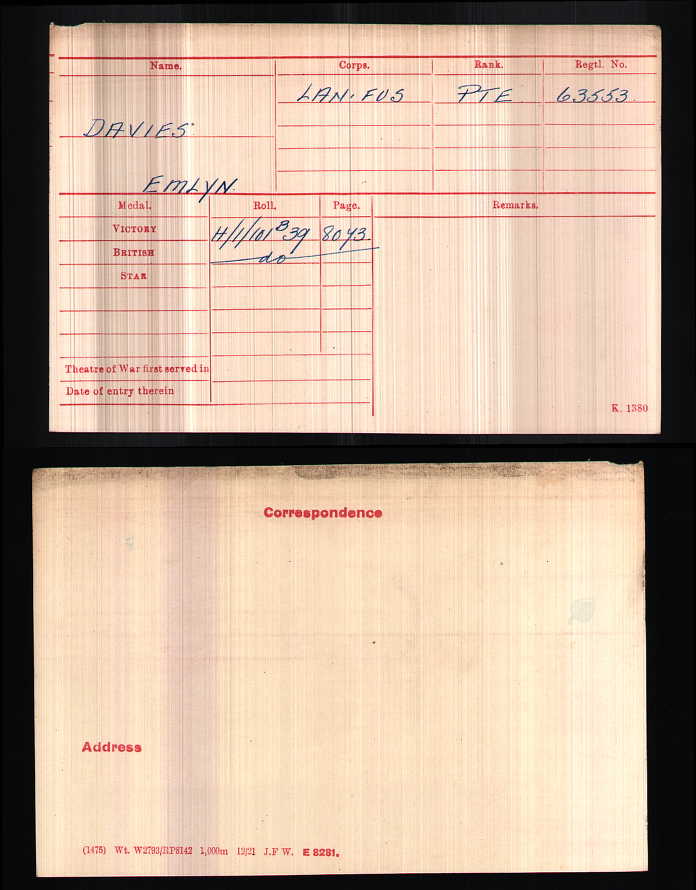 Name. Corps. Rank. Regtl. No.
LAN. FUS PTE 63553
DAVIES
EMLYN.
Medal. Roll. Page. Remarks.
VICTORY H/1/101 B39 8043
BRITISH do
STAR
Theatre of War first served in
Date of entry therein
K. 1380
Correspondence
Address
(1475) Wt. W2793/RP8142 1,000m 12/21 J.F.W. E 8281.